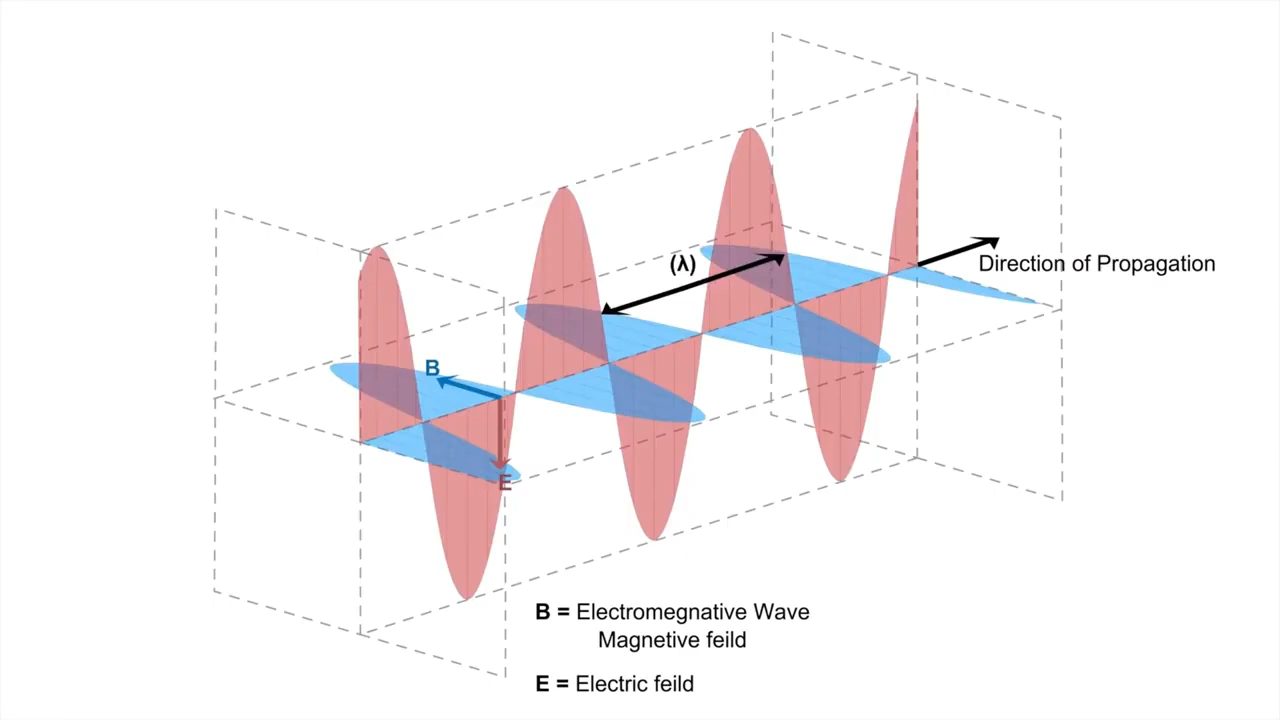 (λ)
Direction of Propagation
B
E
B = Electromegnative Wave
Magnetive feild
E = Electric feild